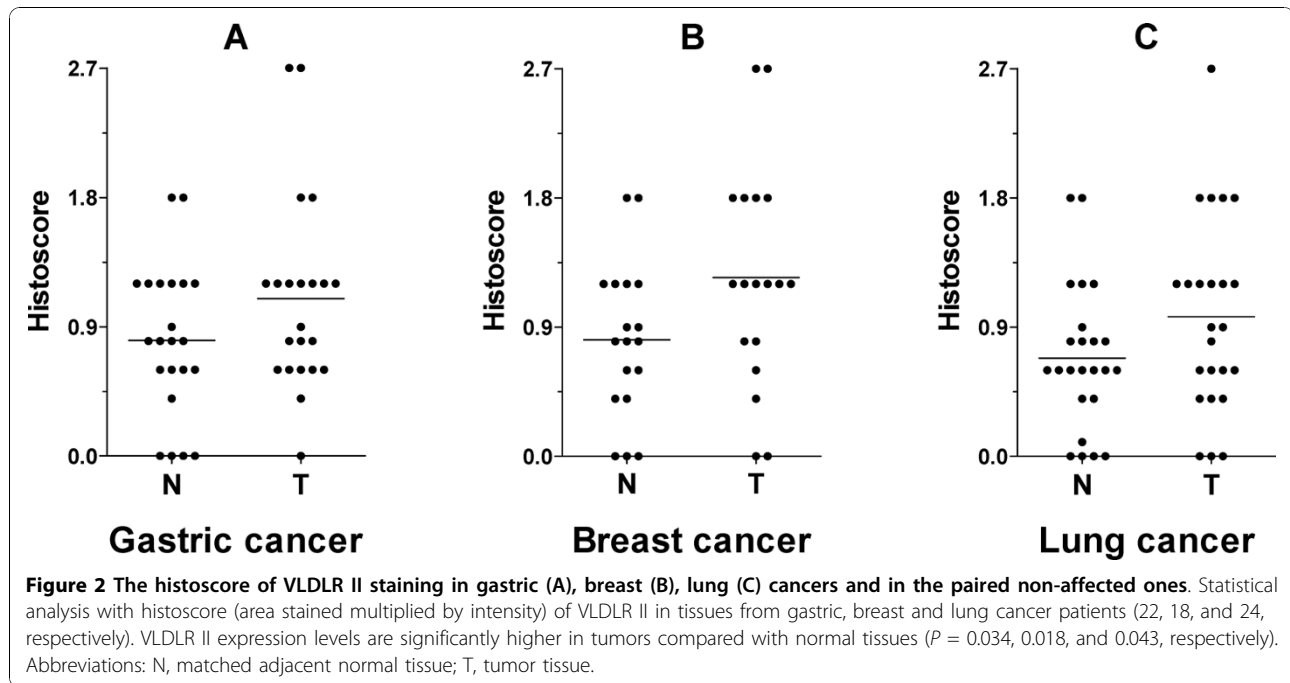 A
B
C
2.7
1.8
0.9
0.0
Histoscore
N
T
Gastric cancer
2.7
1.8
0.9
0.0
Histoscore
N
T
Breast cancer
2.7
1.8
0.9
0.0
Histoscore
N
T
Lung cancer
Figure 2 The histoscore of VLDLR II staining in gastric (A), breast (B), lung (C) cancers and in the paired non-affected ones. Statistical
analysis with histoscore (area stained multiplied by intensity) of VLDLR II in tissues from gastric, breast and lung cancer patients (22, 18, and 24,
respectively). VLDLR II expression levels are significantly higher in tumors compared with normal tissues (P = 0.034, 0.018, and 0.043, respectively).
Abbreviations: N, matched adjacent normal tissue; T, tumor tissue.